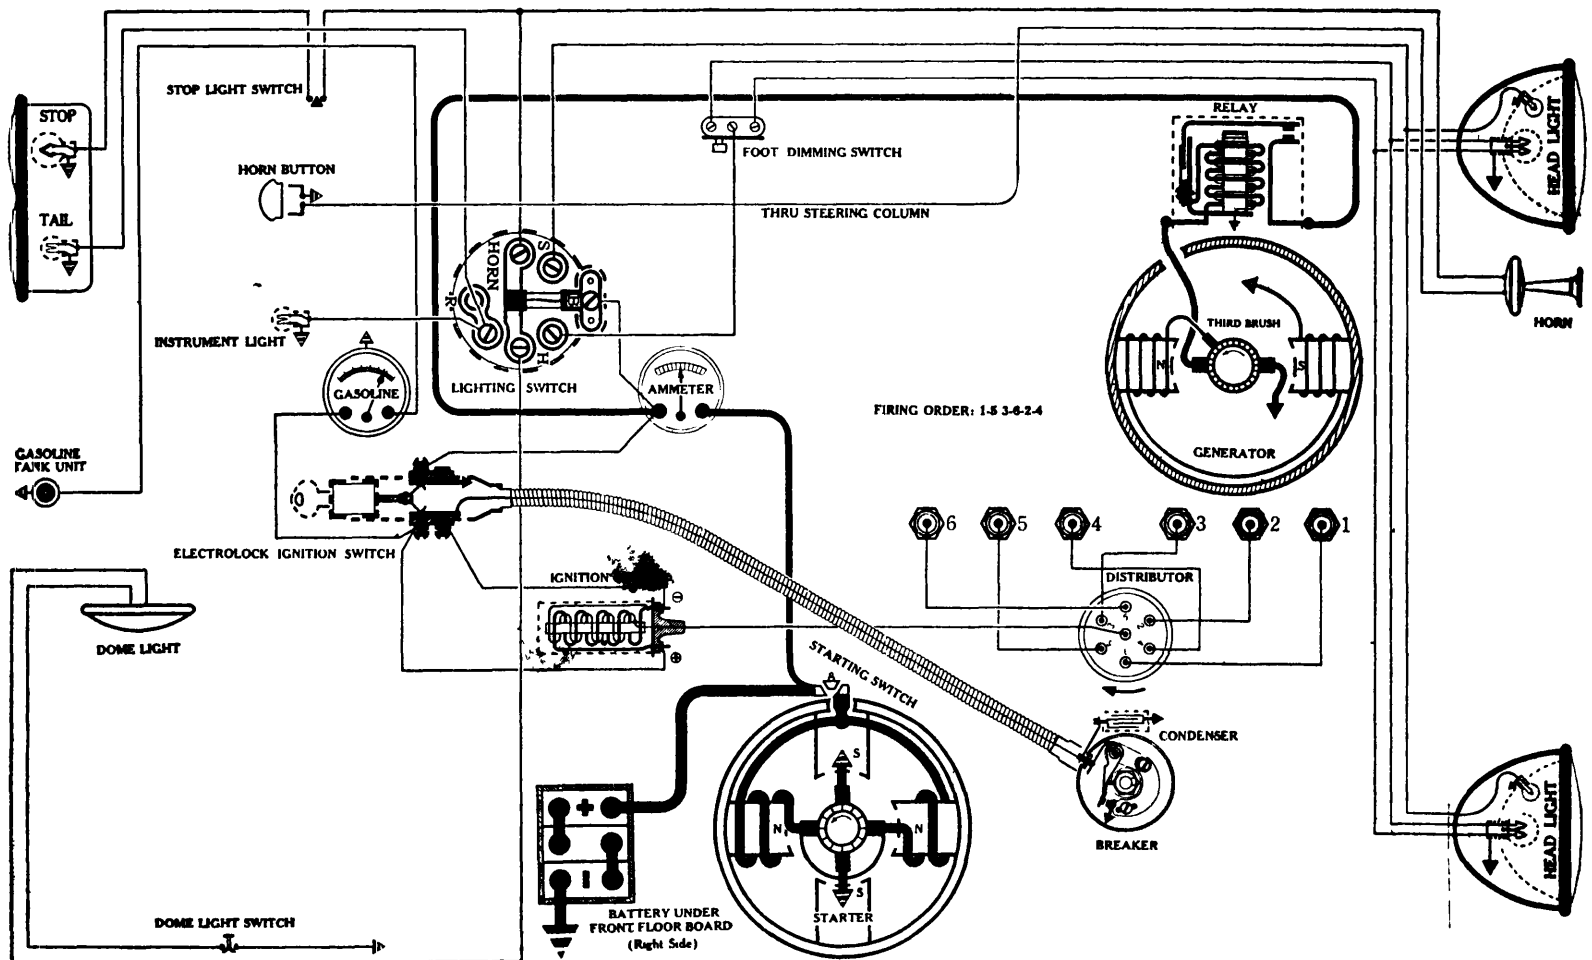 STOP LIGHT SWITCH
STOP
RELAY
HEAD LIGHT
FOOT DIMMING SWITCH
HORN BUTTON
TAIL
THRU STEERING COLUMN
HORN
S
R
B
H
HORN
INSTRUMENT LIGHT
THIRD BRUSH
N
S
GASOLINE
LIGHTING SWITCH
AMMETER
FIRING ORDER: 1-5 3-6-2-4
GENERATOR
GASOLINE
TANK UNIT
6 5 4 3 2 1
ELECTROLOCK IGNITION SWITCH
IGNITION
DISTRIBUTOR
DOME LIGHT
STARTING SWITCH
A
CONDENSER
S
N
N
S
BREAKER
HEAD LIGHT
+
-
DOME LIGHT SWITCH
BATTERY UNDER
FRONT FLOOR BOARD
(Right Side)
STARTER